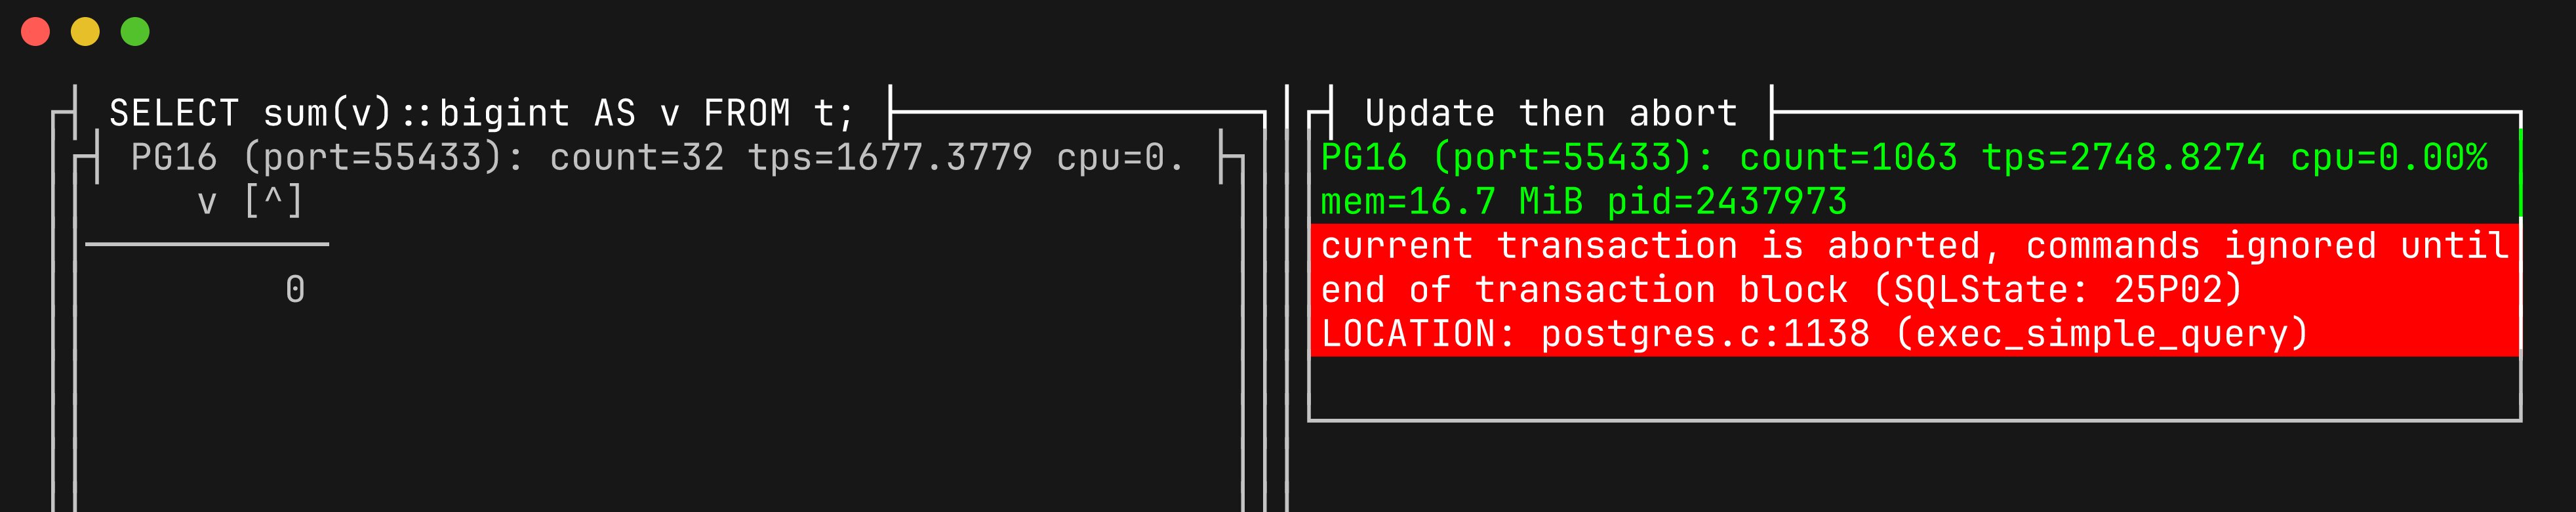 SELECT sum(v)::bigint AS v FROM t;
PG16 (port=55433): count=32 tps=1677.3779 cpu=0.
v [^]
0
Update then abort
PG16 (port=55433): count=1063 tps=2748.8274 cpu=0.00%
mem=16.7 MiB pid=2437973
current transaction is aborted, commands ignored until
end of transaction block (SQLState: 25P02)
LOCATION: postgres.c:1138 (exec_simple_query)